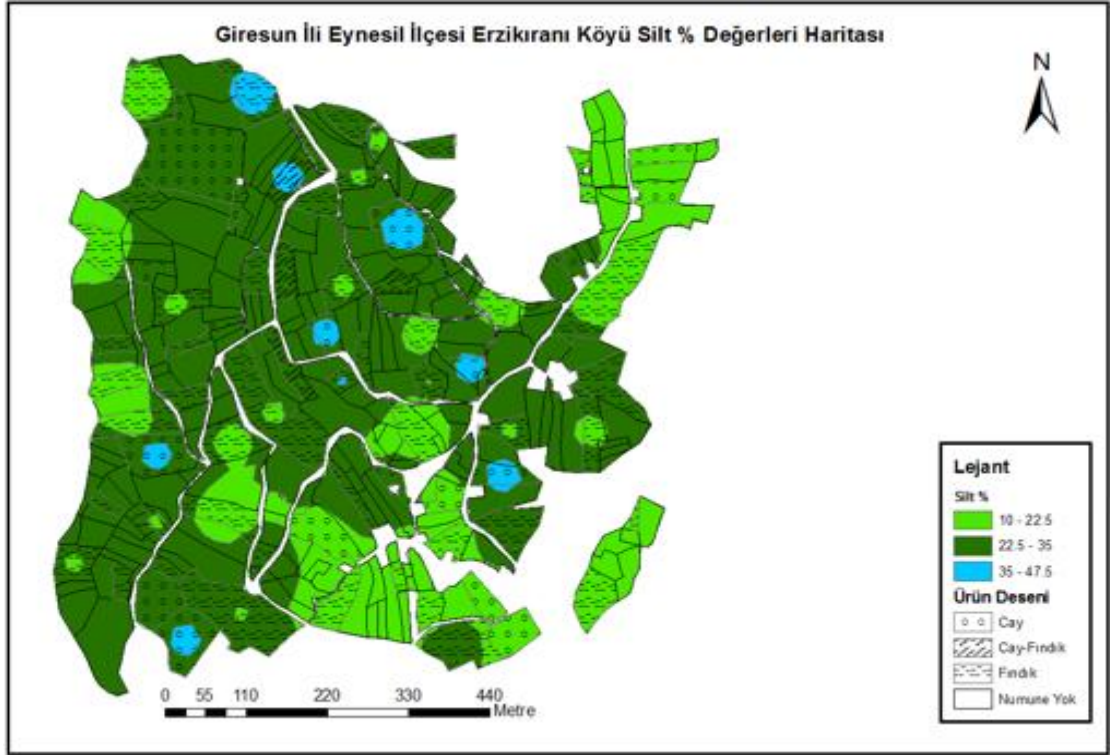 Giresun İli Eynesil İlçesi Erzikıranı Köyü Silt % Değerleri Haritası
N
Lejant
Silt %
10 - 22.5
22.5 - 35
35 - 47.5
Ürün Deseni
Cay
Cay-Fındık
Fındık
Numune Yok
0 55 110 220 330 440
Metre